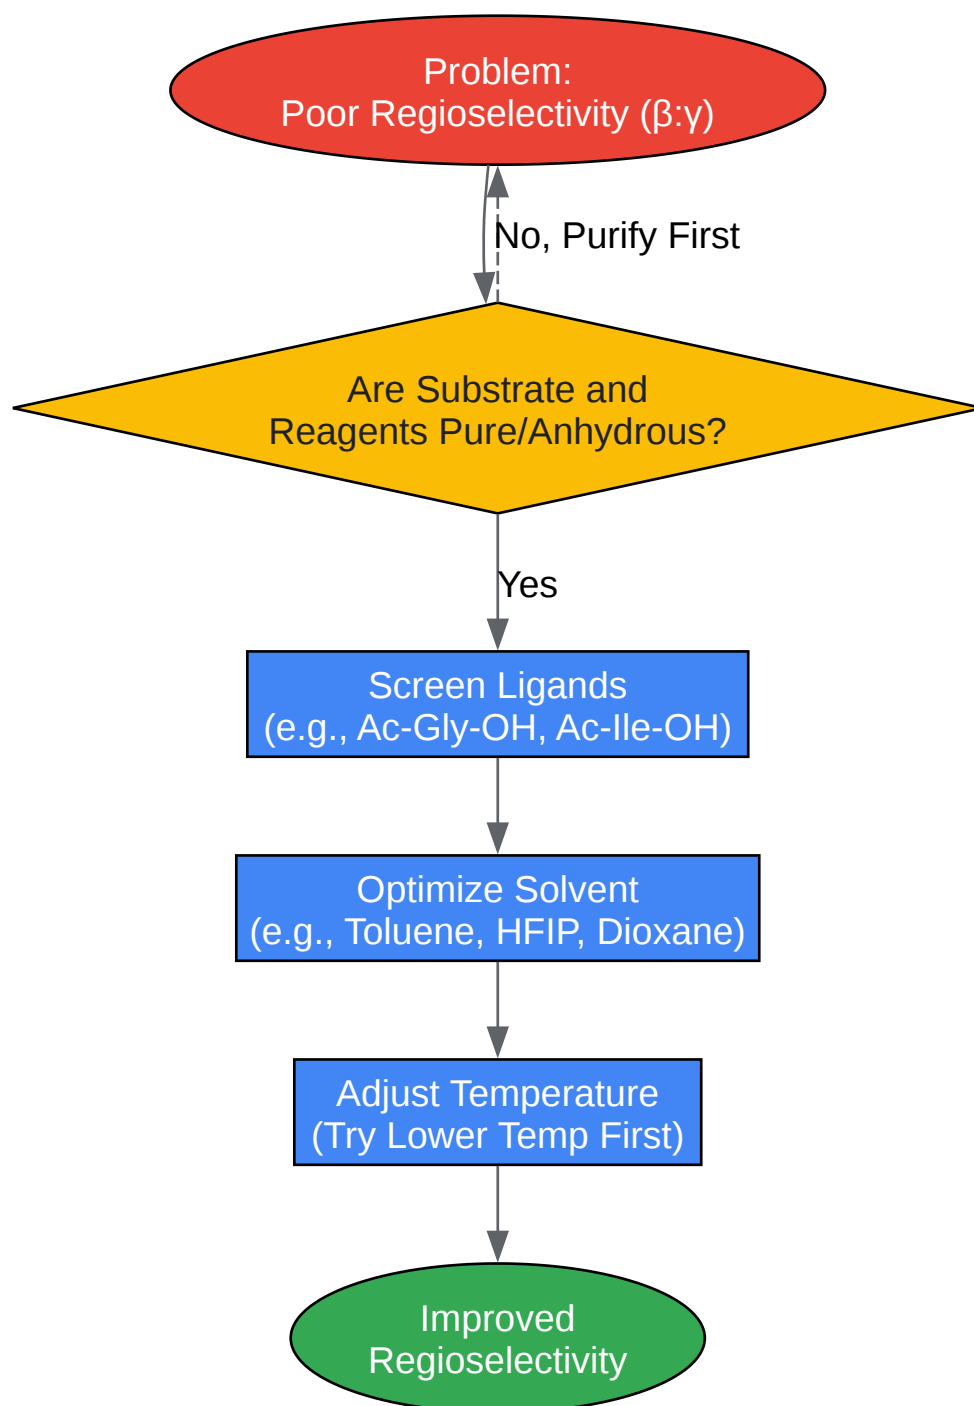 Problem:
Poor Regioselectivity (β:γ)
No, Purify First
Are Substrate and
Reagents Pure/Anhydrous?
Yes
Screen Ligands
(e.g., Ac-Gly-OH, Ac-Ile-OH)
Optimize Solvent
(e.g., Toluene, HFIP, Dioxane)
Adjust Temperature
(Try Lower Temp First)
Improved
Regioselectivity